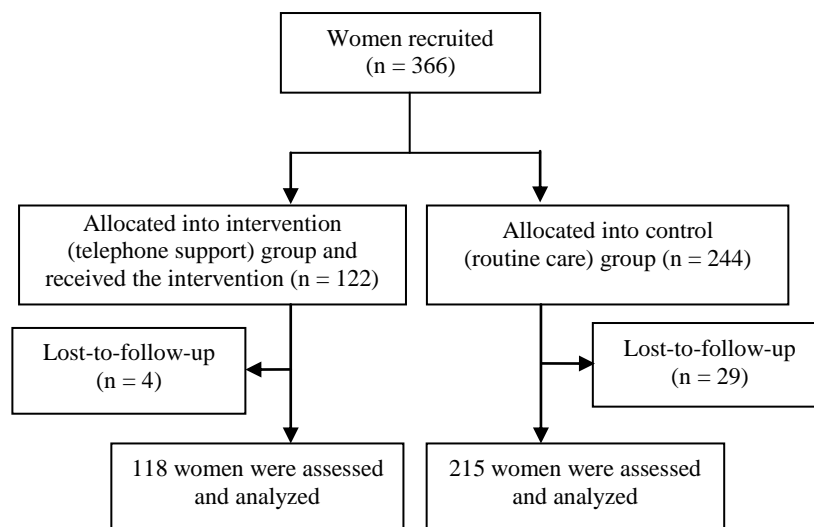 Women recruited
(n = 366)
Allocated into intervention
(telephone support) group and
received the intervention (n = 122)
Allocated into control
(routine care) group (n = 244)
Lost-to-follow-up
(n = 4)
Lost-to-follow-up
(n = 29)
118 women were assessed
and analyzed
215 women were assessed
and analyzed